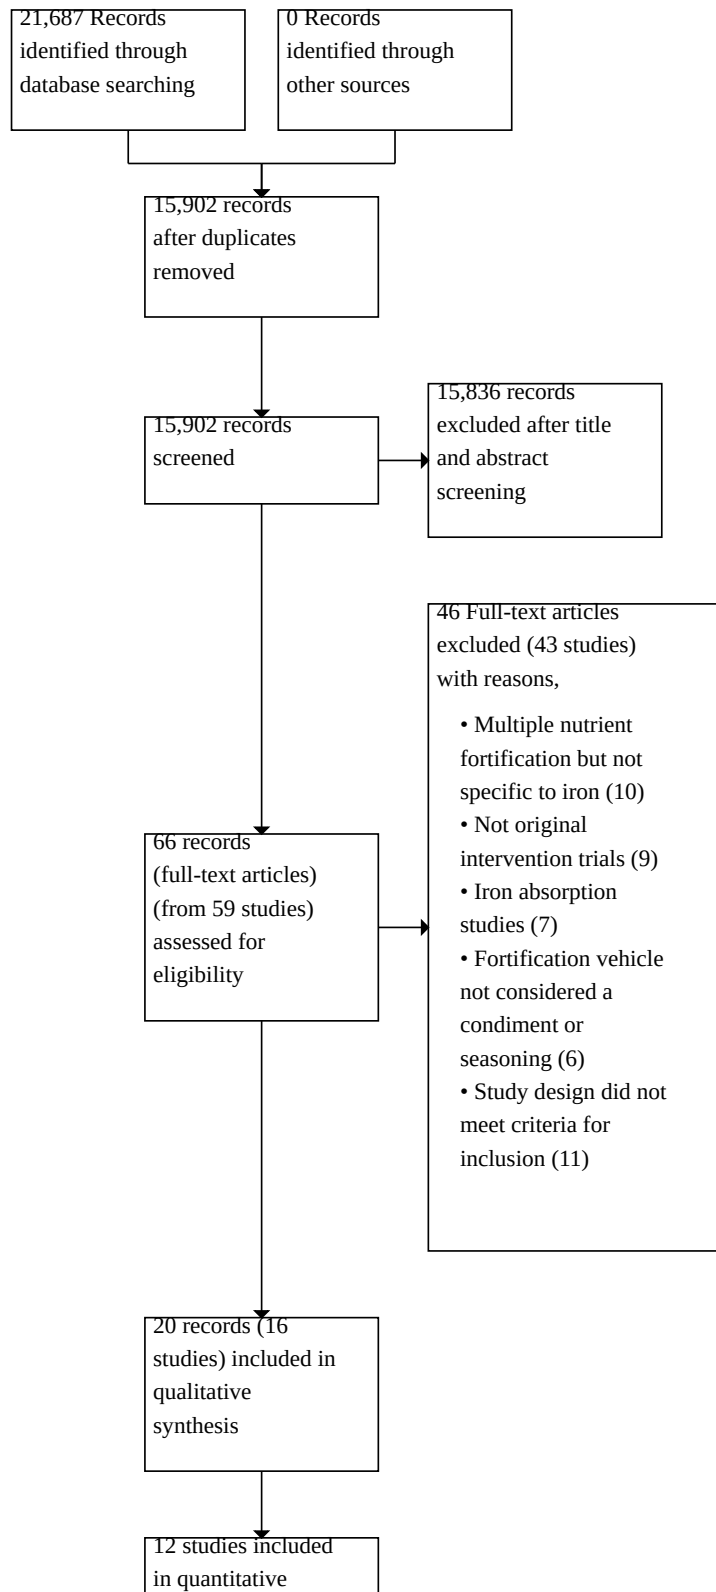 21,687 Records
identified through
database searching
0 Records
identified through
other sources
15,902 records
after duplicates
removed
15,902 records
screened
15,836 records
excluded after title
and abstract
screening
46 Full-text articles
excluded (43 studies)
with reasons,
• Multiple nutrient
fortification but not
specific to iron (10)
• Not original
intervention trials (9)
• Iron absorption
studies (7)
• Fortification vehicle
not considered a
condiment or
seasoning (6)
• Study design did not
meet criteria for
inclusion (11)
66 records
(full-text articles)
(from 59 studies)
assessed for
eligibility
20 records (16
studies) included in
qualitative
synthesis
12 studies included
in quantitative